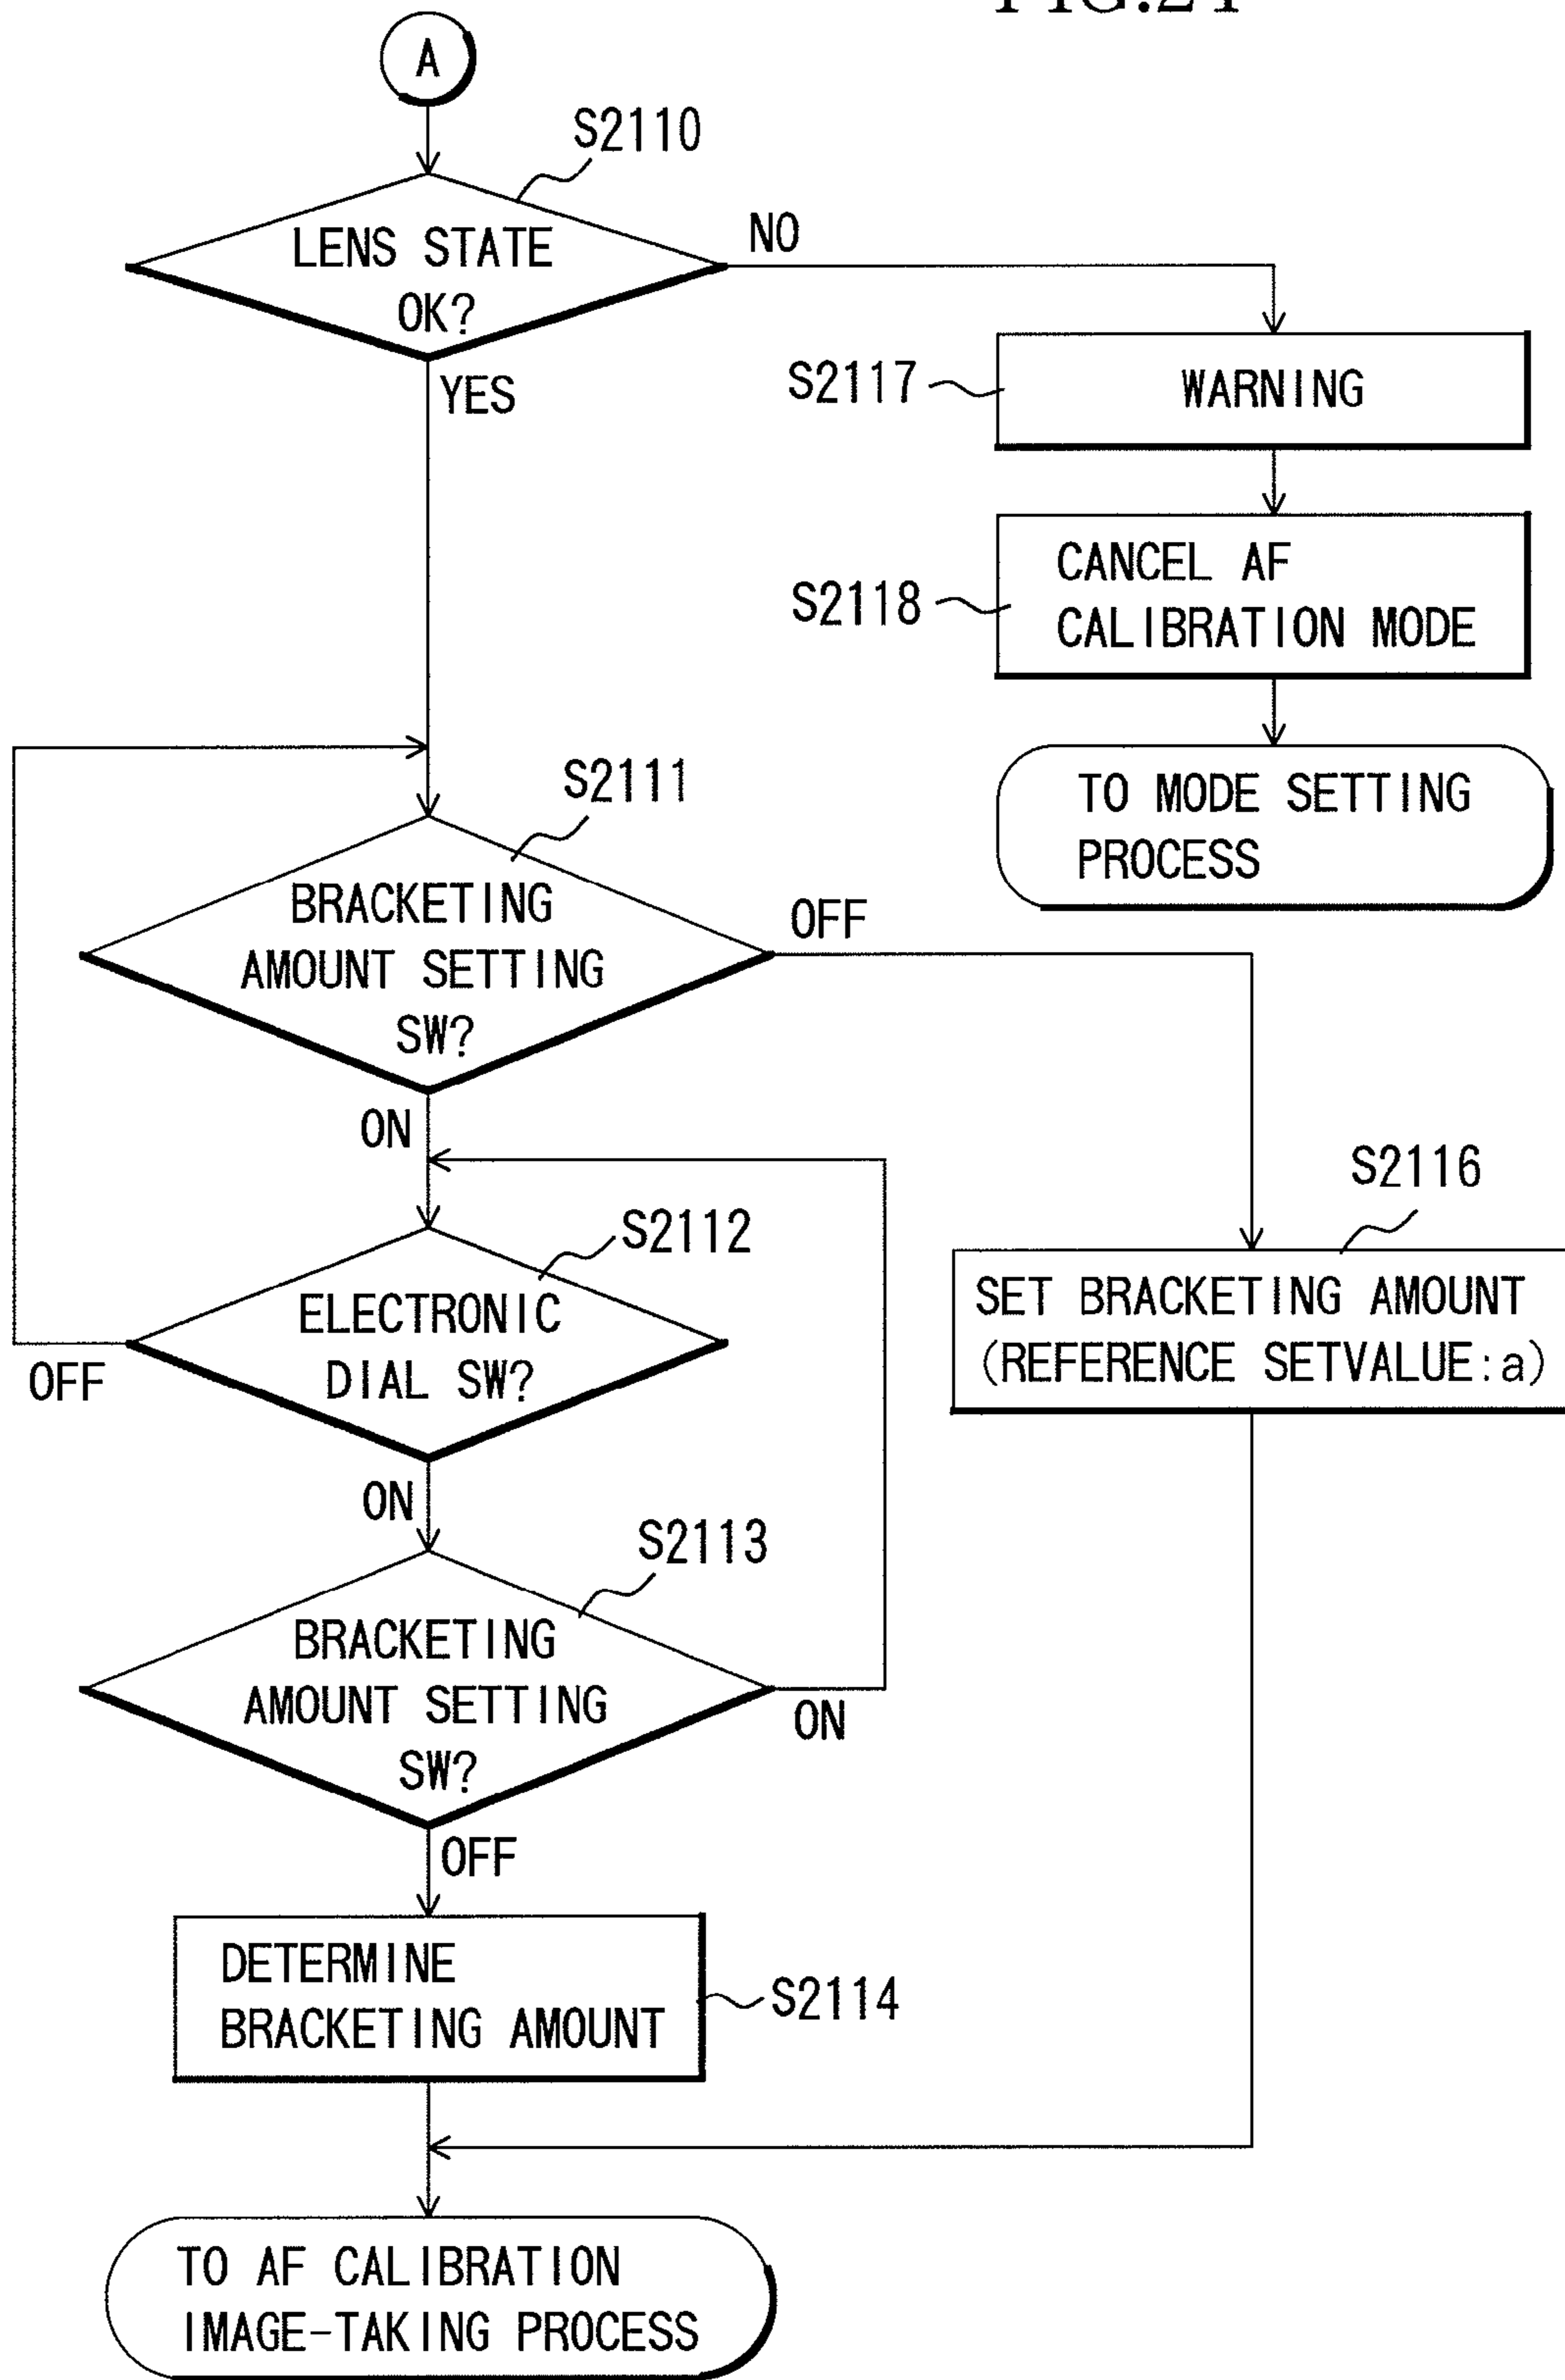 FIG.21
A
S2110
LENS STATE
OK?
NO
YES
S2117
WARNING
S2118
CANCEL AF
CALIBRATION MODE
TO MODE SETTING
PROCESS
S2111
BRACKETING
AMOUNT SETTING
SW?
OFF
ON
S2112
ELECTRONIC
DIAL SW?
OFF
ON
S2116
SET BRACKETING AMOUNT
(REFERENCE SETVALUE:a)
S2113
BRACKETING
AMOUNT SETTING
SW?
ON
OFF
DETERMINE
BRACKETING AMOUNT
S2114
TO AF CALIBRATION
IMAGE-TAKING PROCESS